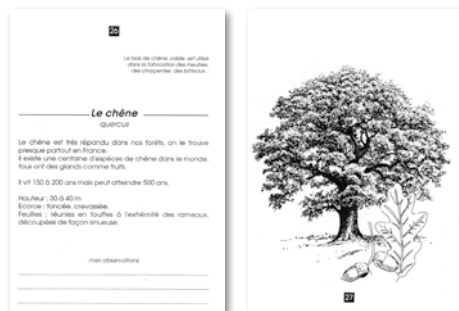 26
Le bois de chêne, solide, est utilisé
dans la fabrication des meubles,
des charpentes, des bâteaux...
Le chêne
quercus
Le chêne est très répandu dans nos forêts, on le trouve
presque partout en France.
Il existe une centaine d'espèces de chêne dans le monde,
tous ont des glands comme fruits.
Il vit 150 à 200 ans mais peut atteindre 500 ans.
Hauteur : 30 à 40 m
Ecorce : foncée, crevassée.
Feuilles : réunies en touffes à l'extrémité des rameaux,
découpées de façon sinueuse.
mes observations
27